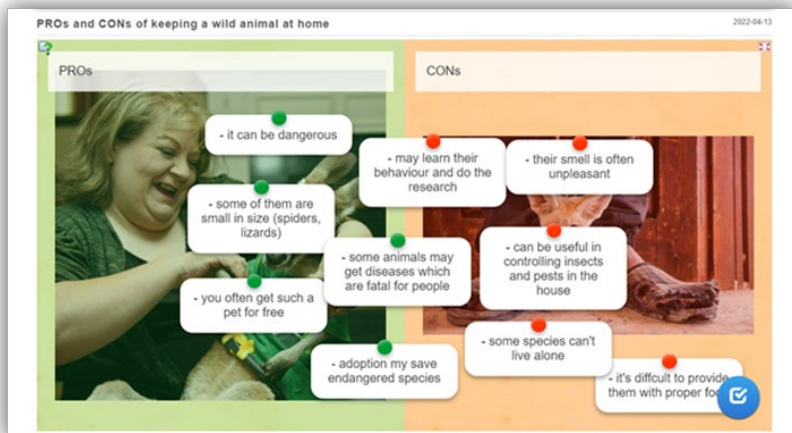 PROs and CONs of keeping a wild animal at home
2022-04-13
PROs
CONs
- it can be dangerous
- may learn their
behaviour and do the
research
- their smell is often
unpleasant
- some of them are
small in size (spiders,
lizards)
- some animals may
get diseases which
are fatal for people
- can be useful in
controlling insects
and pests in the
house
- you often get such a
pet for free
- some species can't
live alone
- adoption my save
endangered species
- it's diffcult to provide
them with proper